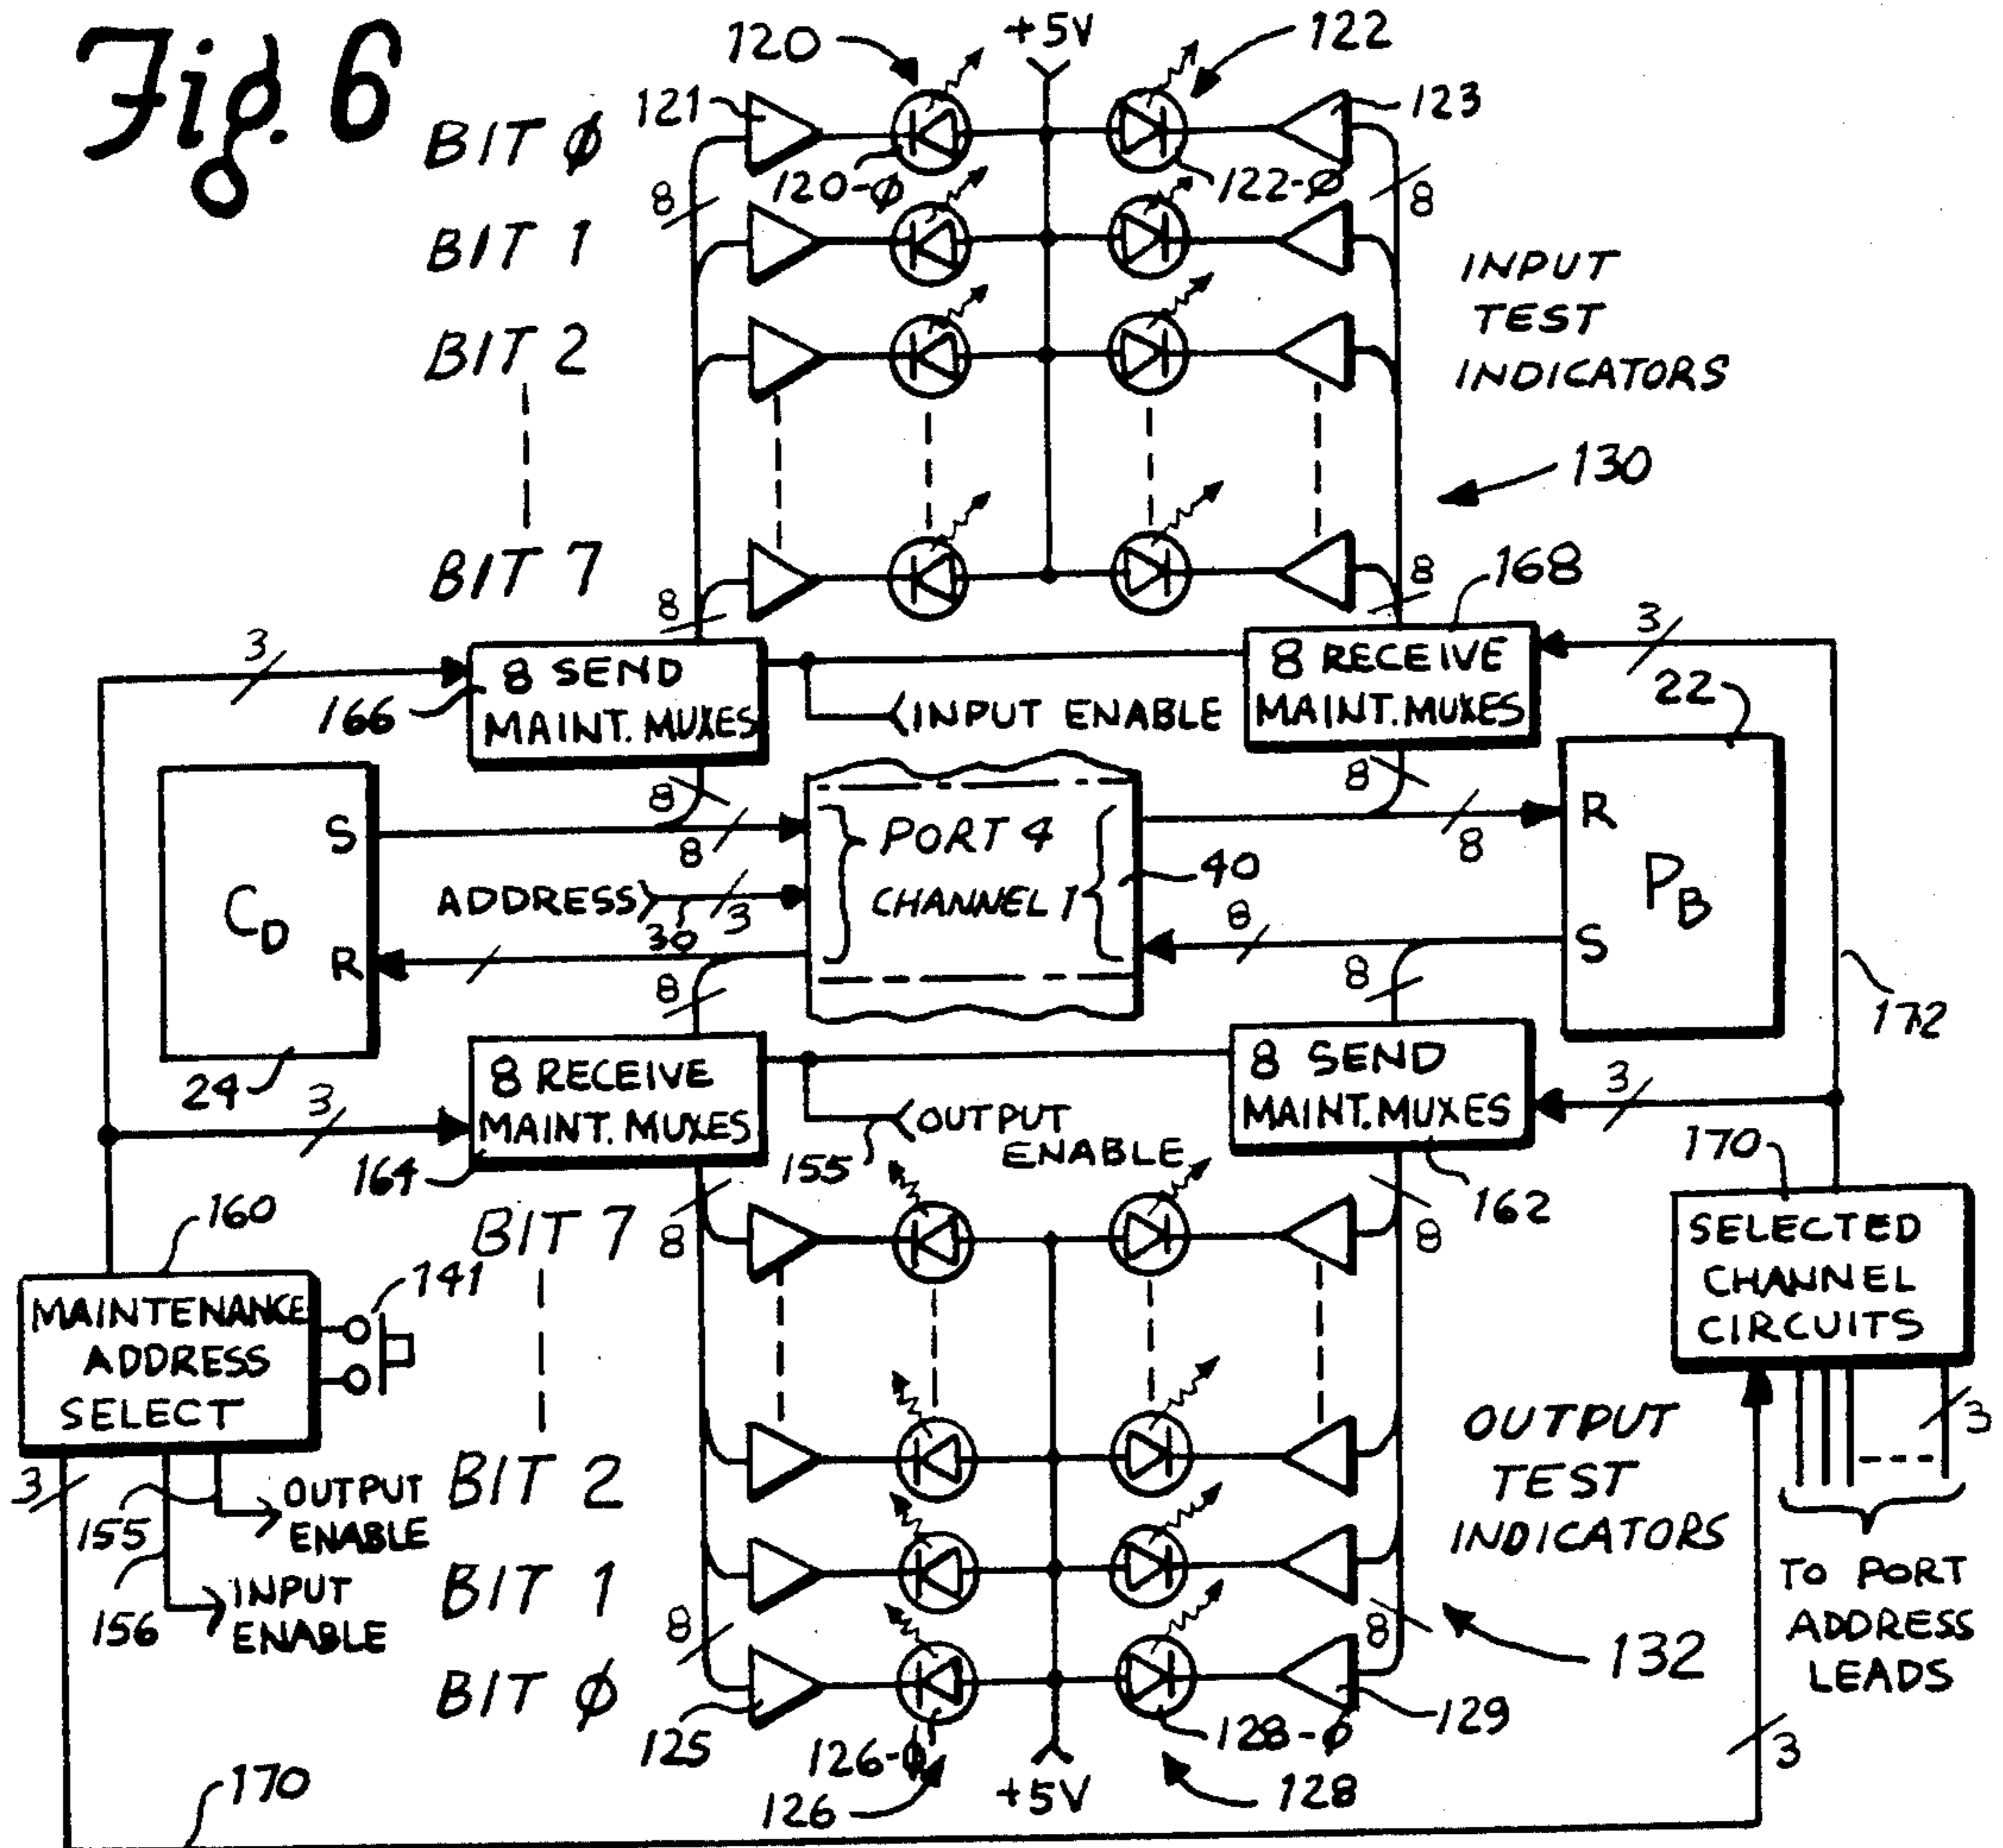 Fig. 6
120
+5V
122
BIT Ø
121
123
120-Ø
122-Ø
8
8
BIT 1
INPUT
TEST
INDICATORS
BIT 2
130
BIT 7
8
8
168
3
3
8 SEND
MAINT. MUXES
166
INPUT ENABLE
8 RECEIVE
MAINT. MUXES
22
8
8
S
8
PORT 4
CHANNEL 1
40
R
8
C D
ADDRESS
3
30
P B
R
8
S
8
8
172
24
8 RECEIVE
MAINT. MUXES
164
3
OUTPUT
ENABLE
155
8 SEND
MAINT. MUXES
162
3
170
160
BIT 7
8
8
SELECTED
CHANNEL
CIRCUITS
141
MAINTENANCE
ADDRESS
SELECT
3
155
OUTPUT
ENABLE
156
INPUT
ENABLE
BIT 2
OUTPUT
TEST
INDICATORS
3
BIT 1
TO PORT
ADDRESS
LEADS
8
8
132
BIT Ø
125
126-Ø
128-Ø
129
126
+5V
128
3
170